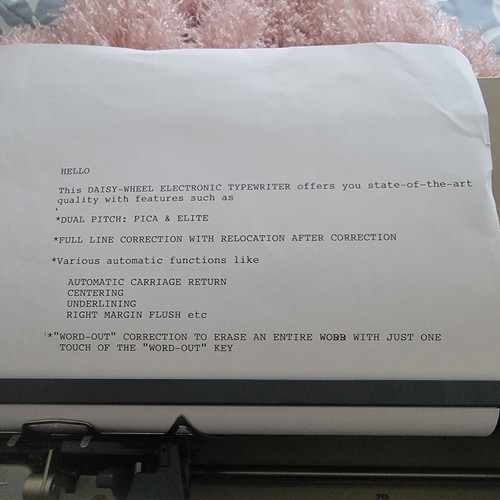 HELLO
This DAISY-WHEEL ELECTRONIC TYPEWRITER offers you state-of-the-art
quality with features such as
*DUAL PITCH: PICA & ELITE
*FULL LINE CORRECTION WITH RELOCATION AFTER CORRECTION
*Various automatic functions like
AUTOMATIC CARRIAGE RETURN
CENTERING
UNDERLINING
RIGHT MARGIN FLUSH etc
*"WORD-OUT" CORRECTION TO ERASE AN ENTIRE WITH JUST ONE
TOUCH OF THE "WORD-OUT" KEY